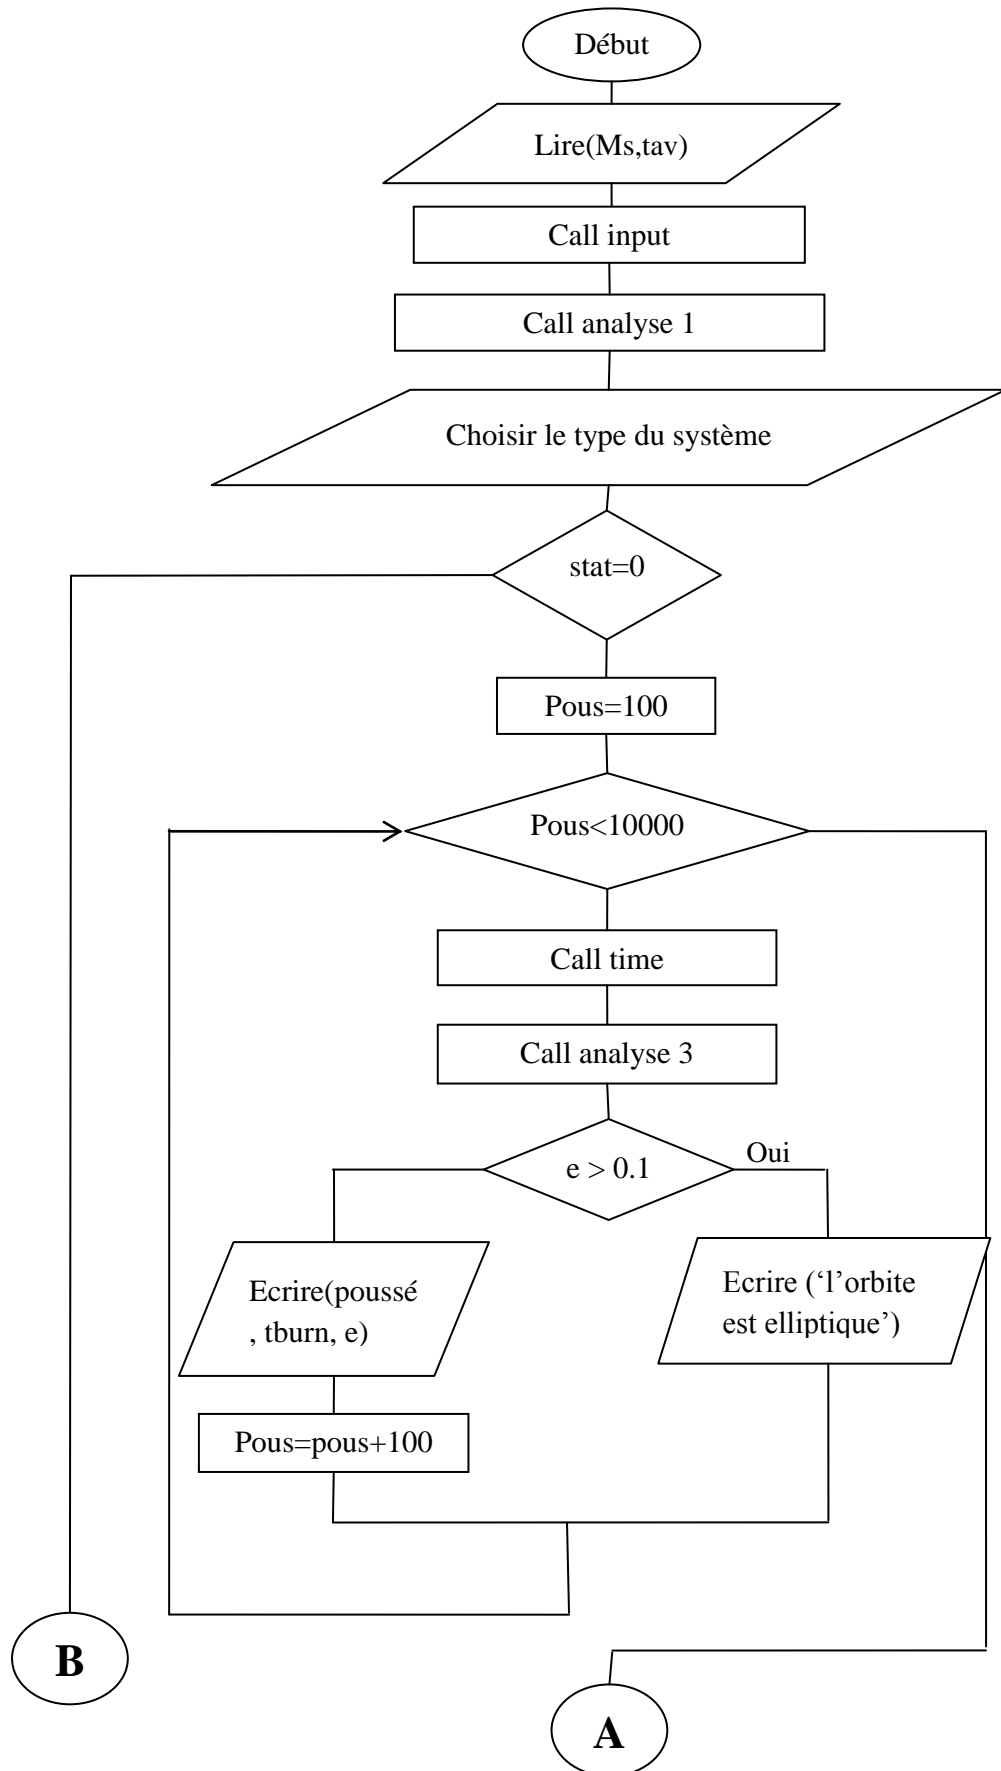 Début
Lire(Ms,tav)
Call input
Call analyse 1
Choisir le type du système
stat=0
Pous=100
Pous<10000
Call time
Call analyse 3
e > 0.1
Oui
Ecrire(poussé
, tburn, e)
Ecrire (‘l’orbite
est elliptique’)
Pous=pous+100
B
A